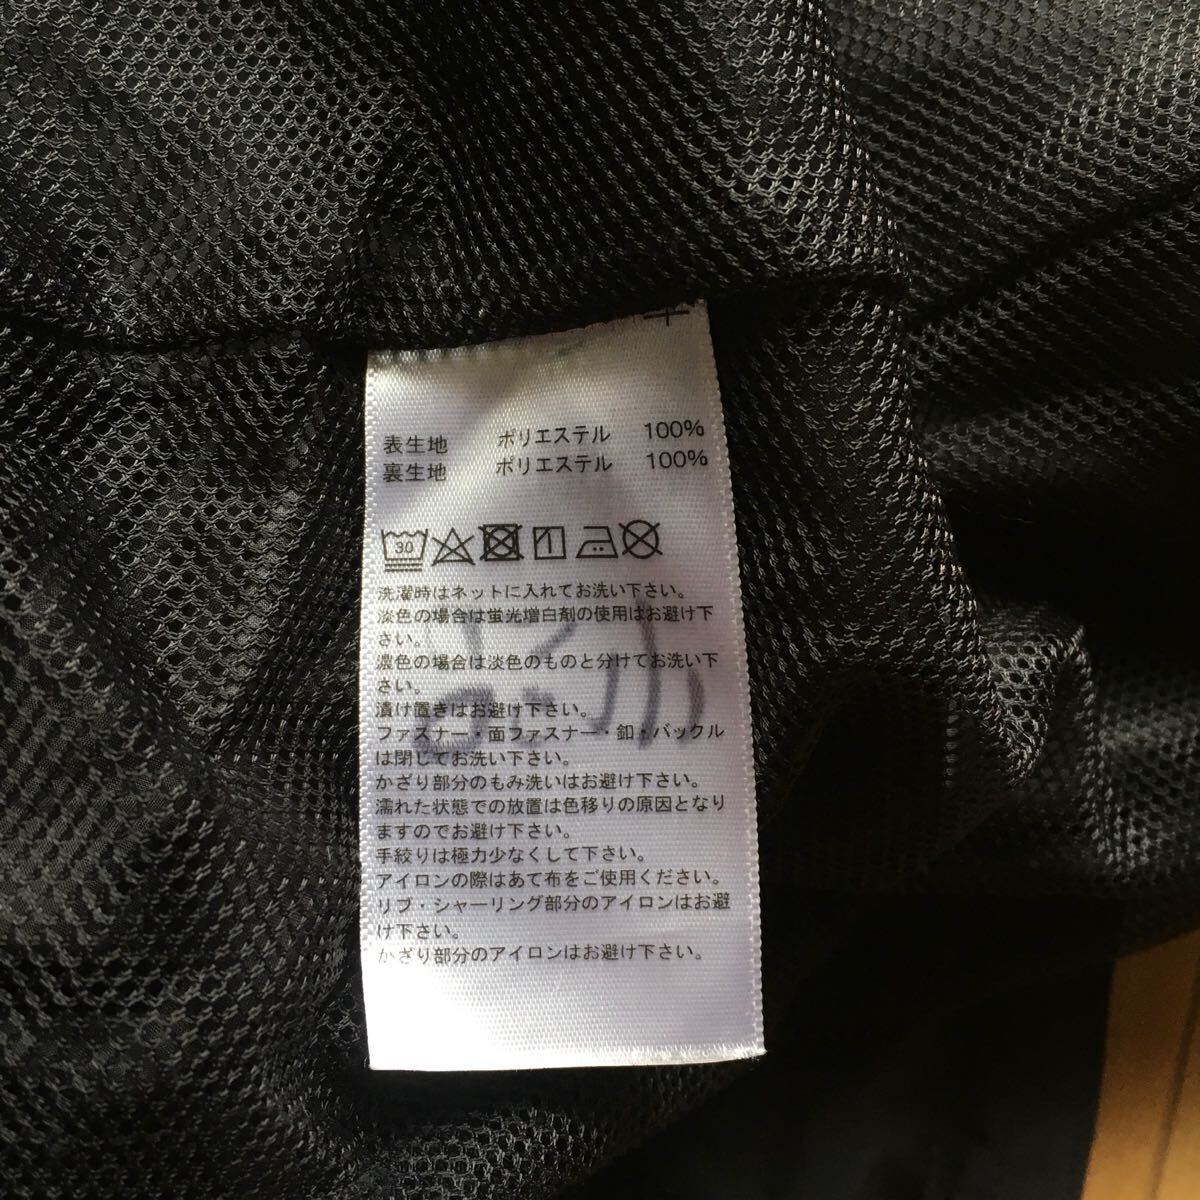 表生地 ポリエステル 100%
裏生地 ポリエステル 100%
30
洗濯時はネットに入れてお洗い下さい。
淡色の場合は蛍光増白剤の使用はお避け下
さい。
濃色の場合は淡色のものと分けてお洗い下
さい。
漬け置きはお避け下さい。
ファスナー・面ファスナー・釦・バックル
は閉じてお洗い下さい。
かざり部分のもみ洗いはお避け下さい。
濡れた状態での放置は色移りの原因となり
ますのでお避け下さい。
手絞りは極力少なくして下さい。
アイロンの際はあて布をご使用ください。
リブ・シャーリング部分のアイロンはお避
け下さい。
かざり部分のアイロンはお避け下さい。